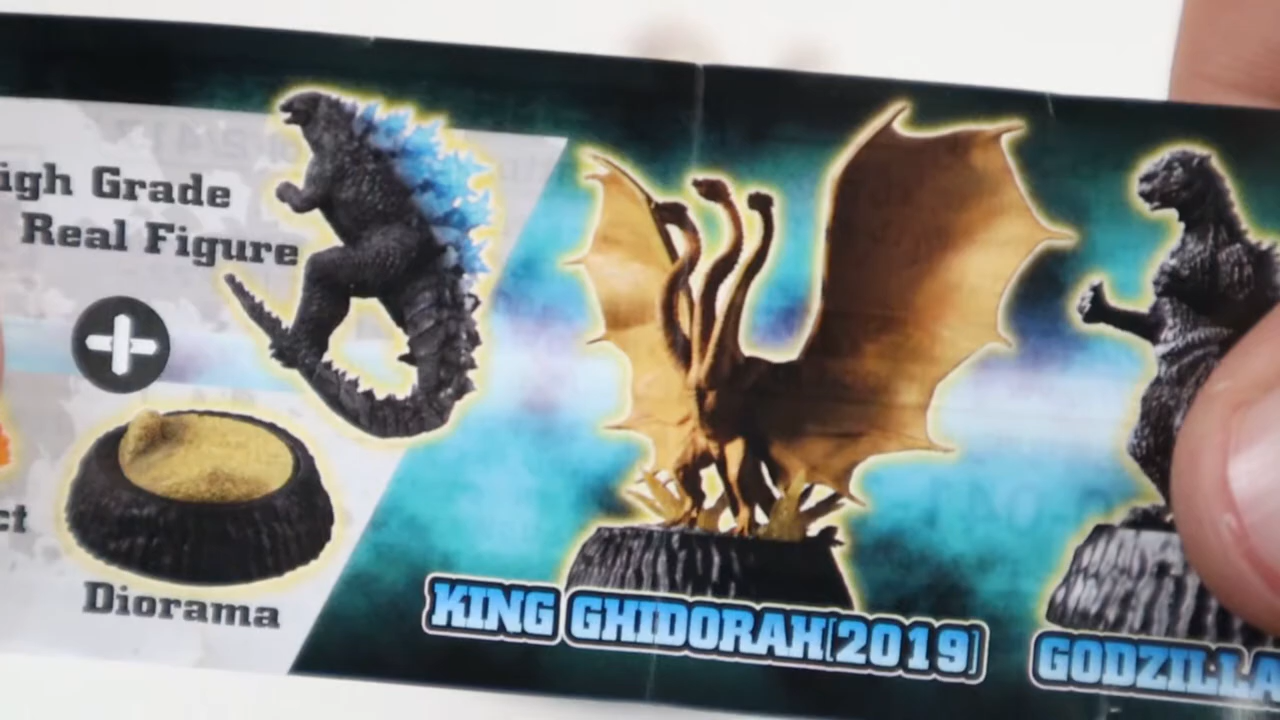 igh Grade
Real Figure
ct
Diorama
KING GHIDORAH[2019]
GODZILLA